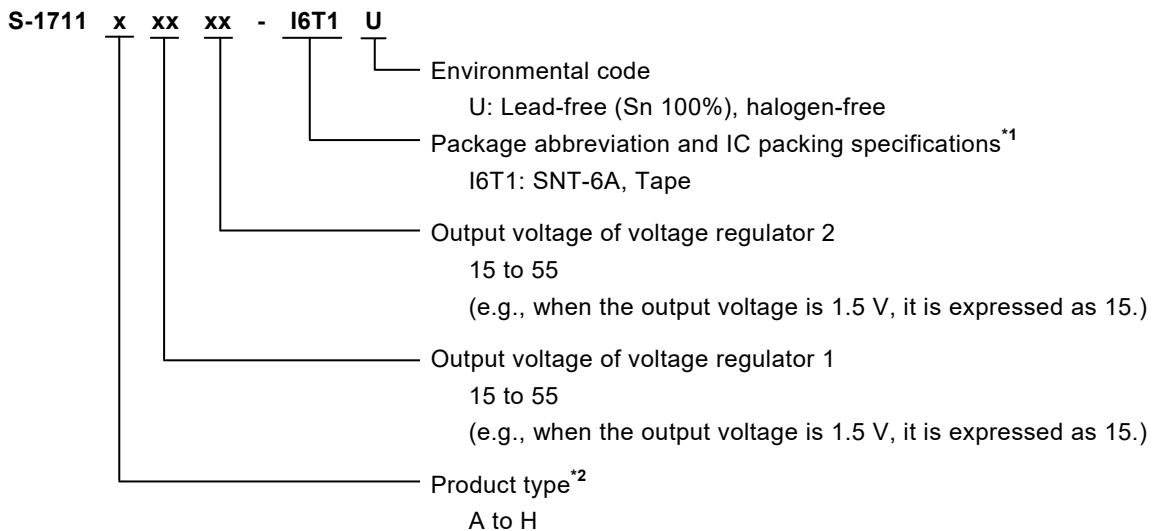 S-1711 x xx xx - I6T1 U
Environmental code
U: Lead-free (Sn 100%), halogen-free
Package abbreviation and IC packing specifications*1
I6T1: SNT-6A, Tape
Output voltage of voltage regulator 2
15 to 55
(e.g., when the output voltage is 1.5 V, it is expressed as 15.)
Output voltage of voltage regulator 1
15 to 55
(e.g., when the output voltage is 1.5 V, it is expressed as 15.)
Product type*2
A to H